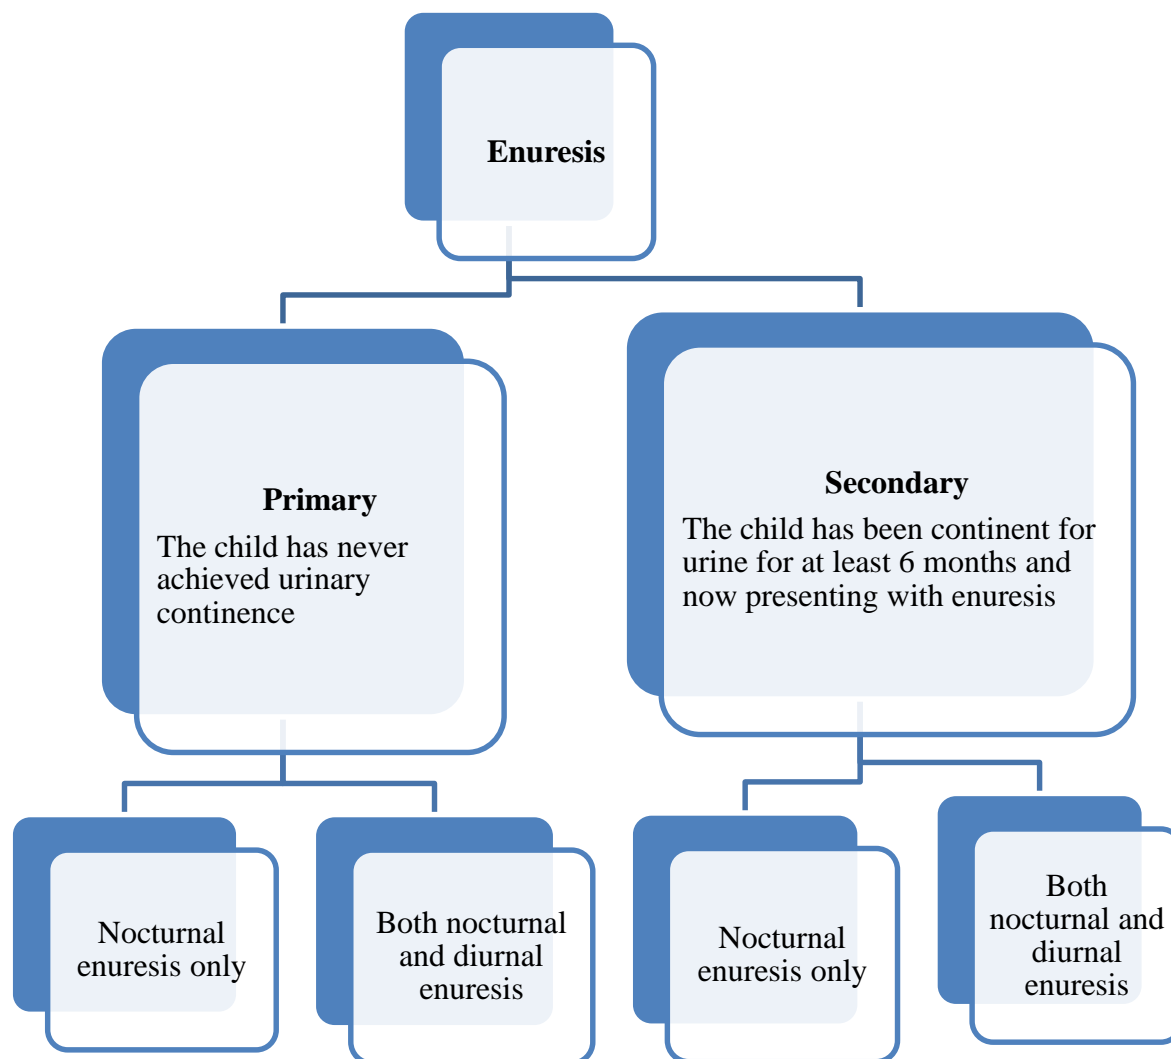 Enuresis
Primary
The child has never
achieved urinary
continence
Secondary
The child has been continent for
urine for at least 6 months and
now presenting with enuresis
Nocturnal
enuresis only
Both nocturnal
and diurnal
enuresis
Nocturnal
enuresis only
Both
nocturnal and
diurnal
enuresis